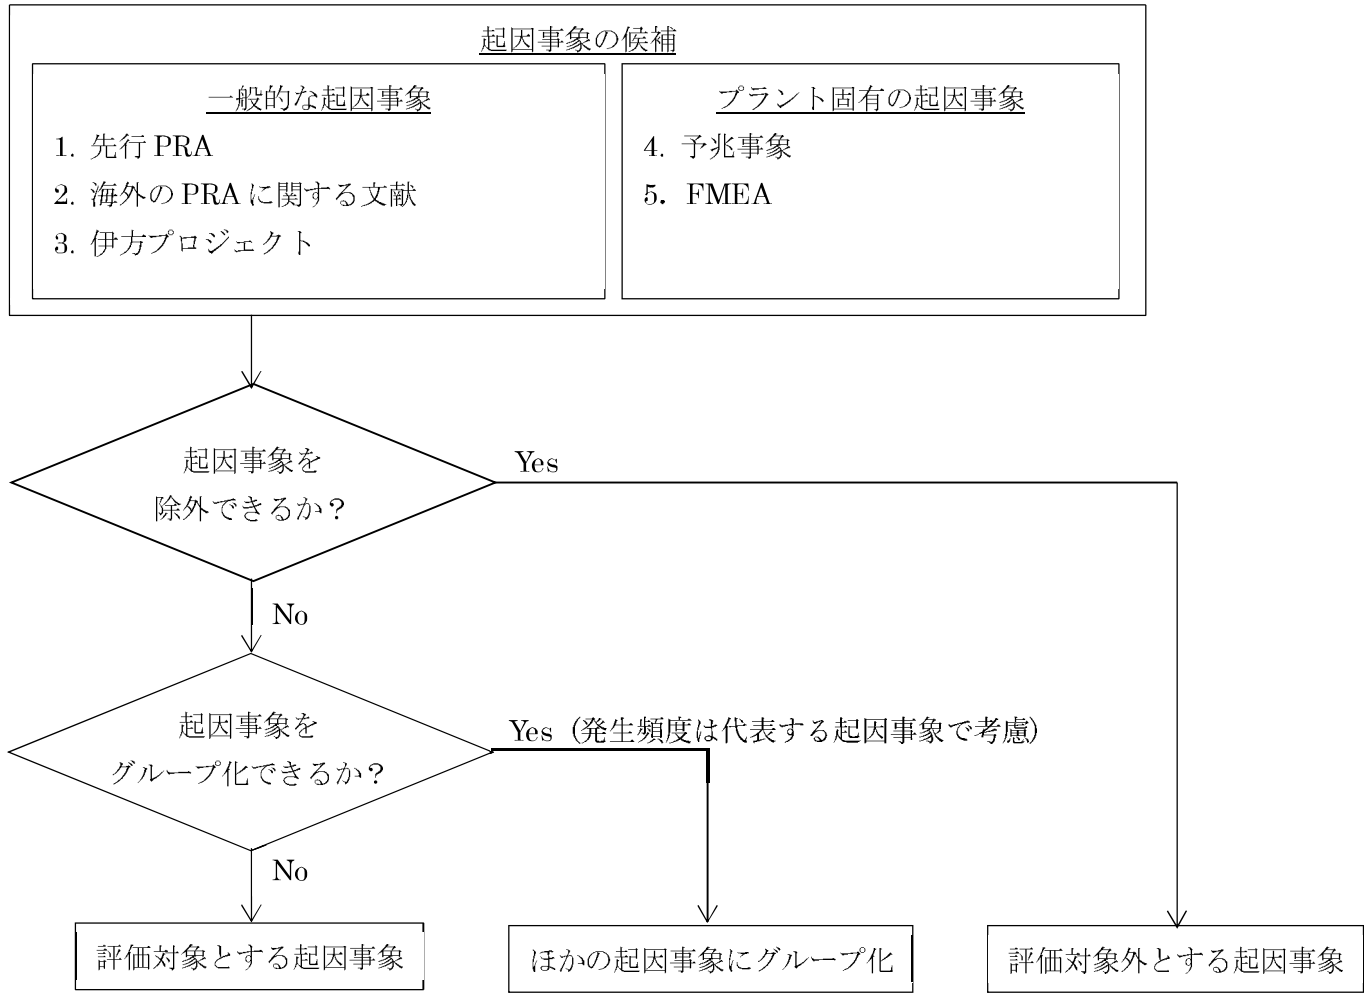 起因事象の候補
一般的な起因事象
1. 先行 PRA
2. 海外の PRA に関する文献
3. 伊方プロジェクト
プラント固有の起因事象
4. 予兆事象
5. FMEA
起因事象を
除外できるか？
Yes
No
起因事象を
グループ化できるか？
Yes (発生頻度は代表する起因事象で考慮)
No
評価対象とする起因事象
ほかの起因事象にグループ化
評価対象外とする起因事象